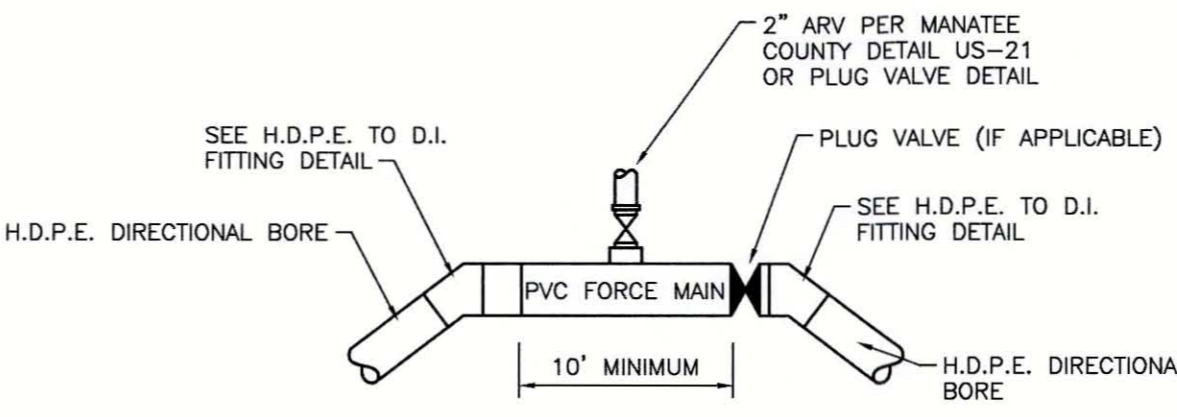 2" ARV PER MANATEE
COUNTY DETAIL US-21
OR PLUG VALVE DETAIL
SEE H.D.P.E. TO D.I.
FITTING DETAIL
PLUG VALVE (IF APPLICABLE)
H.D.P.E. DIRECTIONAL BORE
SEE H.D.P.E. TO D.I.
FITTING DETAIL
PVC FORCE MAIN
10' MINIMUM
H.D.P.E. DIRECTIONA
BORE